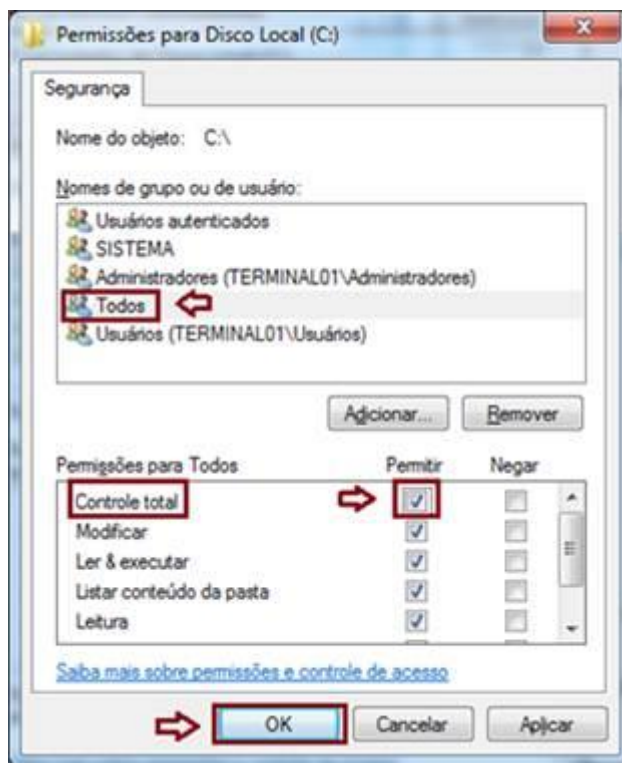 Permissões para Disco Local (C:)
Segurança
Nome do objeto: C:\
Nomes de grupo ou de usuário:
Usuários autenticados
SISTEMA
Administradores (TERMINAL01\Administradores)
Todos
Usuários (TERMINAL01\Usuários)
Adicionar... Remover
Permissões para Todos Permitir Negar
Controle total
Modificar
Ler & executar
Listar conteúdo da pasta
Leitura
Saiba mais sobre permissões e controle de acesso
OK Cancelar Aplicar